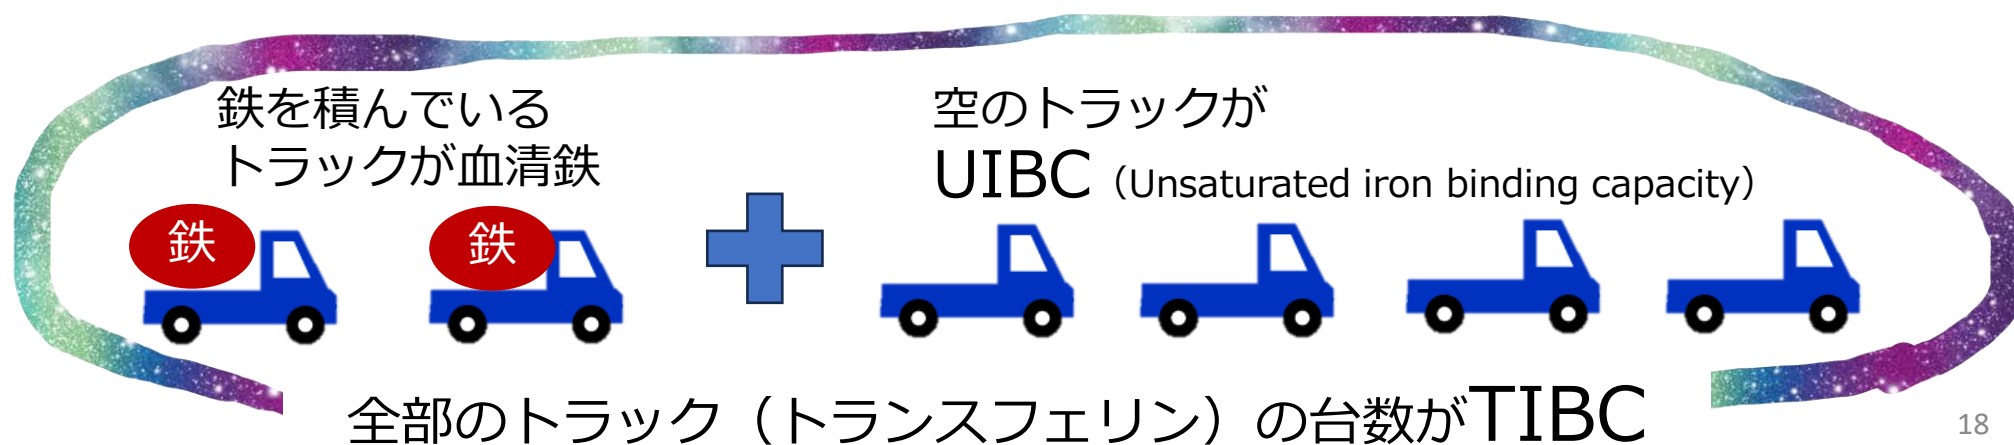 鉄を積んでいる
トラックが血清鉄
空のトラックが
UIBC（Unsaturated iron binding capacity）
鉄
鉄
全部のトラック（トランスフェリン）の台数がTIBC
18